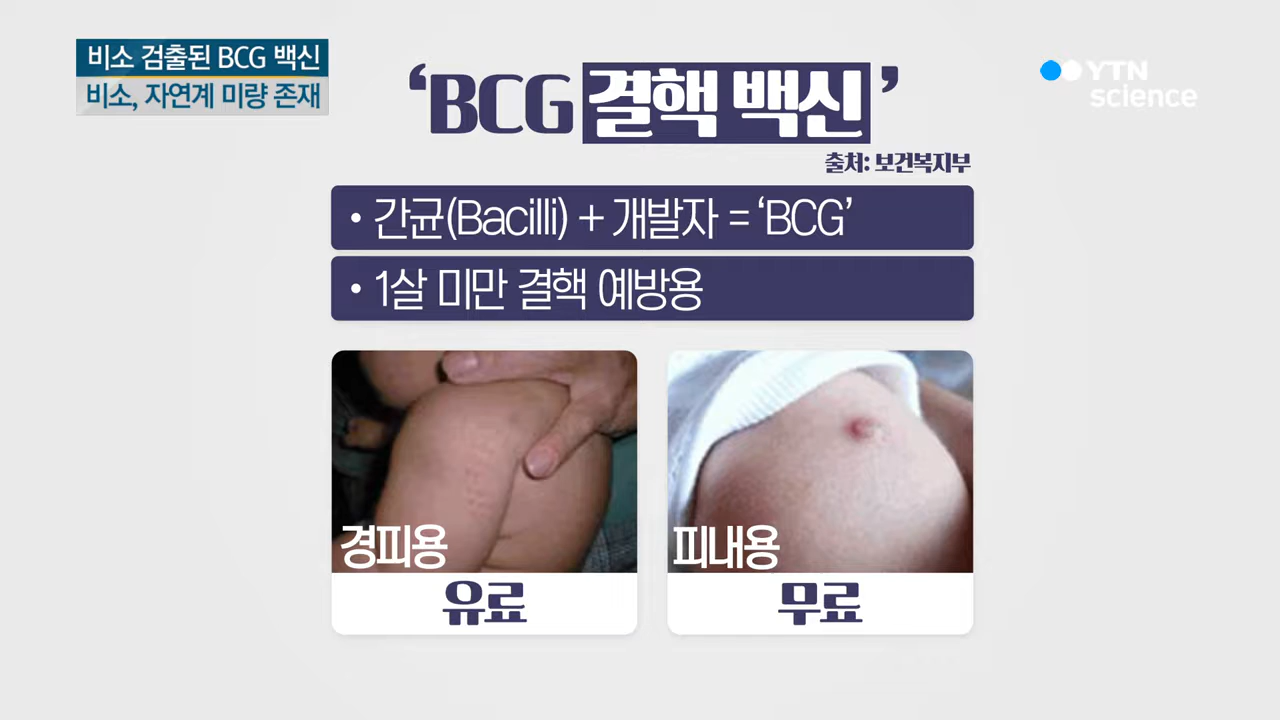 비소 검출된 BCG 백신
비소, 자연계 미량 존재
YTN
science
‘BCG 결핵 백신’
출처: 보건복지부
• 간균(Bacilli) + 개발자 = ‘BCG’
• 1살 미만 결핵 예방용
경피용
유료
피내용
무료